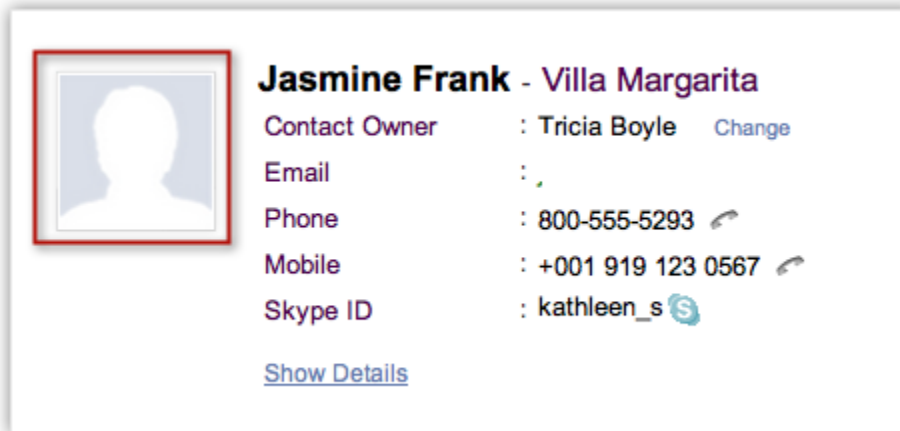 Jasmine Frank - Villa Margarita
Contact Owner : Tricia Boyle Change
Email : ,
Phone : 800-555-5293
Mobile : +001 919 123 0567
Skype ID : kathleen_s S
Show Details